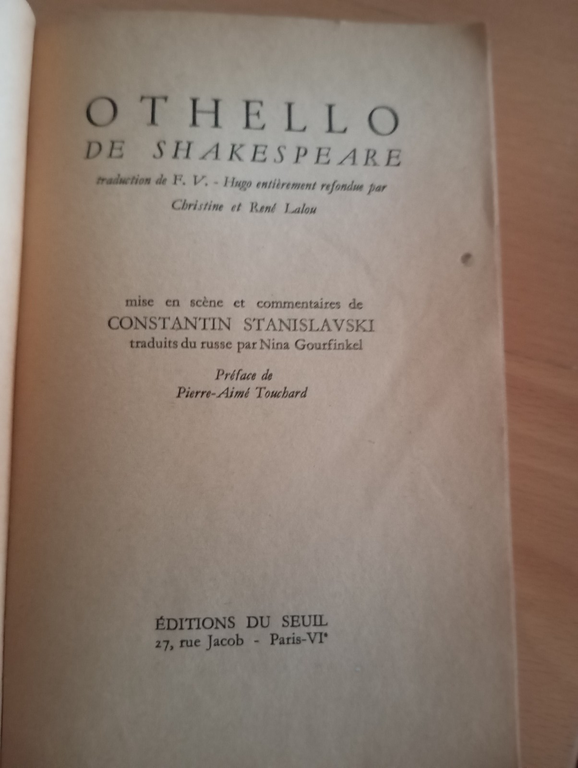 OTHELLO
DE SHAKESPEARE
traduction de F. V. - Hugo entièrement refondue par
Christine et René Lalou
mise en scène et commentaires de
CONSTANTIN STANISLAVSKI
traduits du russe par Nina Gourfinkel
Préface de
Pierre-Aimé Touchard
ÉDITIONS DU SEUIL
27, rue Jacob - Paris-VIᵉ